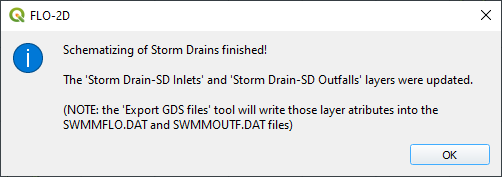 FLO-2D
Schematizing of Storm Drains finished!
The 'Storm Drain-SD Inlets' and 'Storm Drain-SD Outfalls' layers were updated.
(NOTE: the 'Export GDS files' tool will write those layer atributes into the
SWMMFLO.DAT and SWMMOUTF.DAT files)
OK